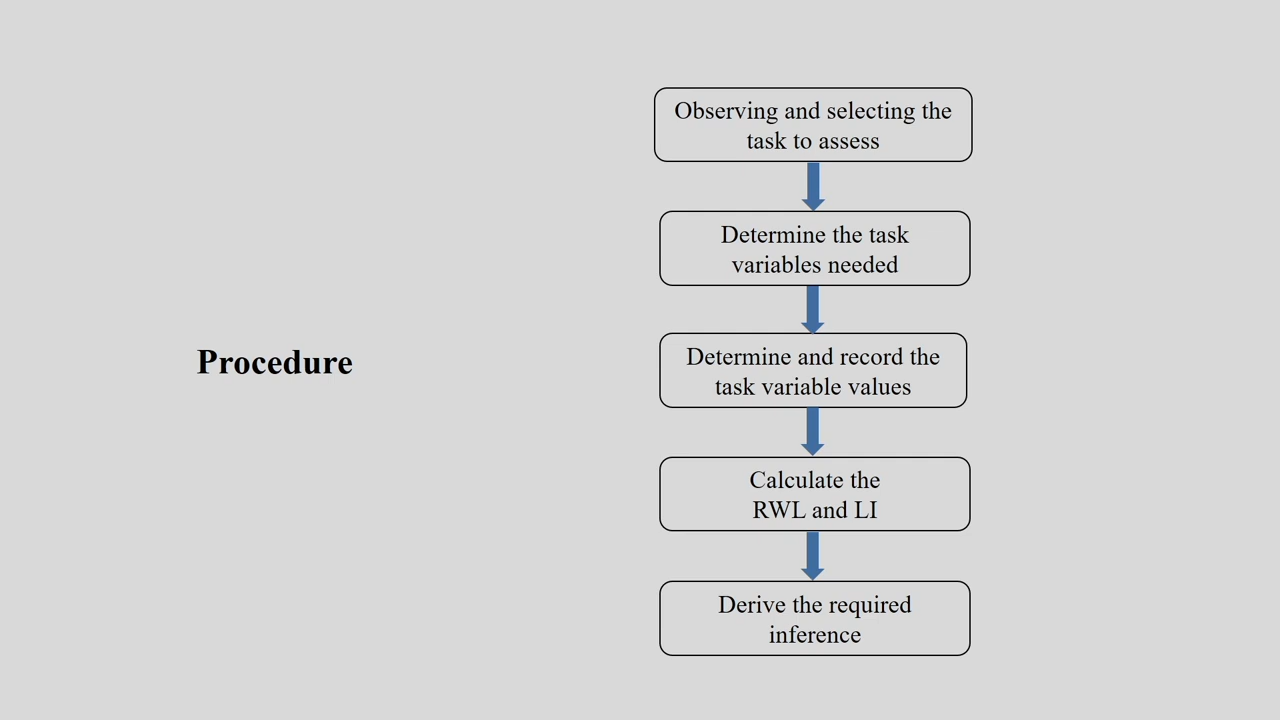 Procedure
Observing and selecting the
task to assess
Determine the task
variables needed
Determine and record the
task variable values
Calculate the
RWL and LI
Derive the required
inference